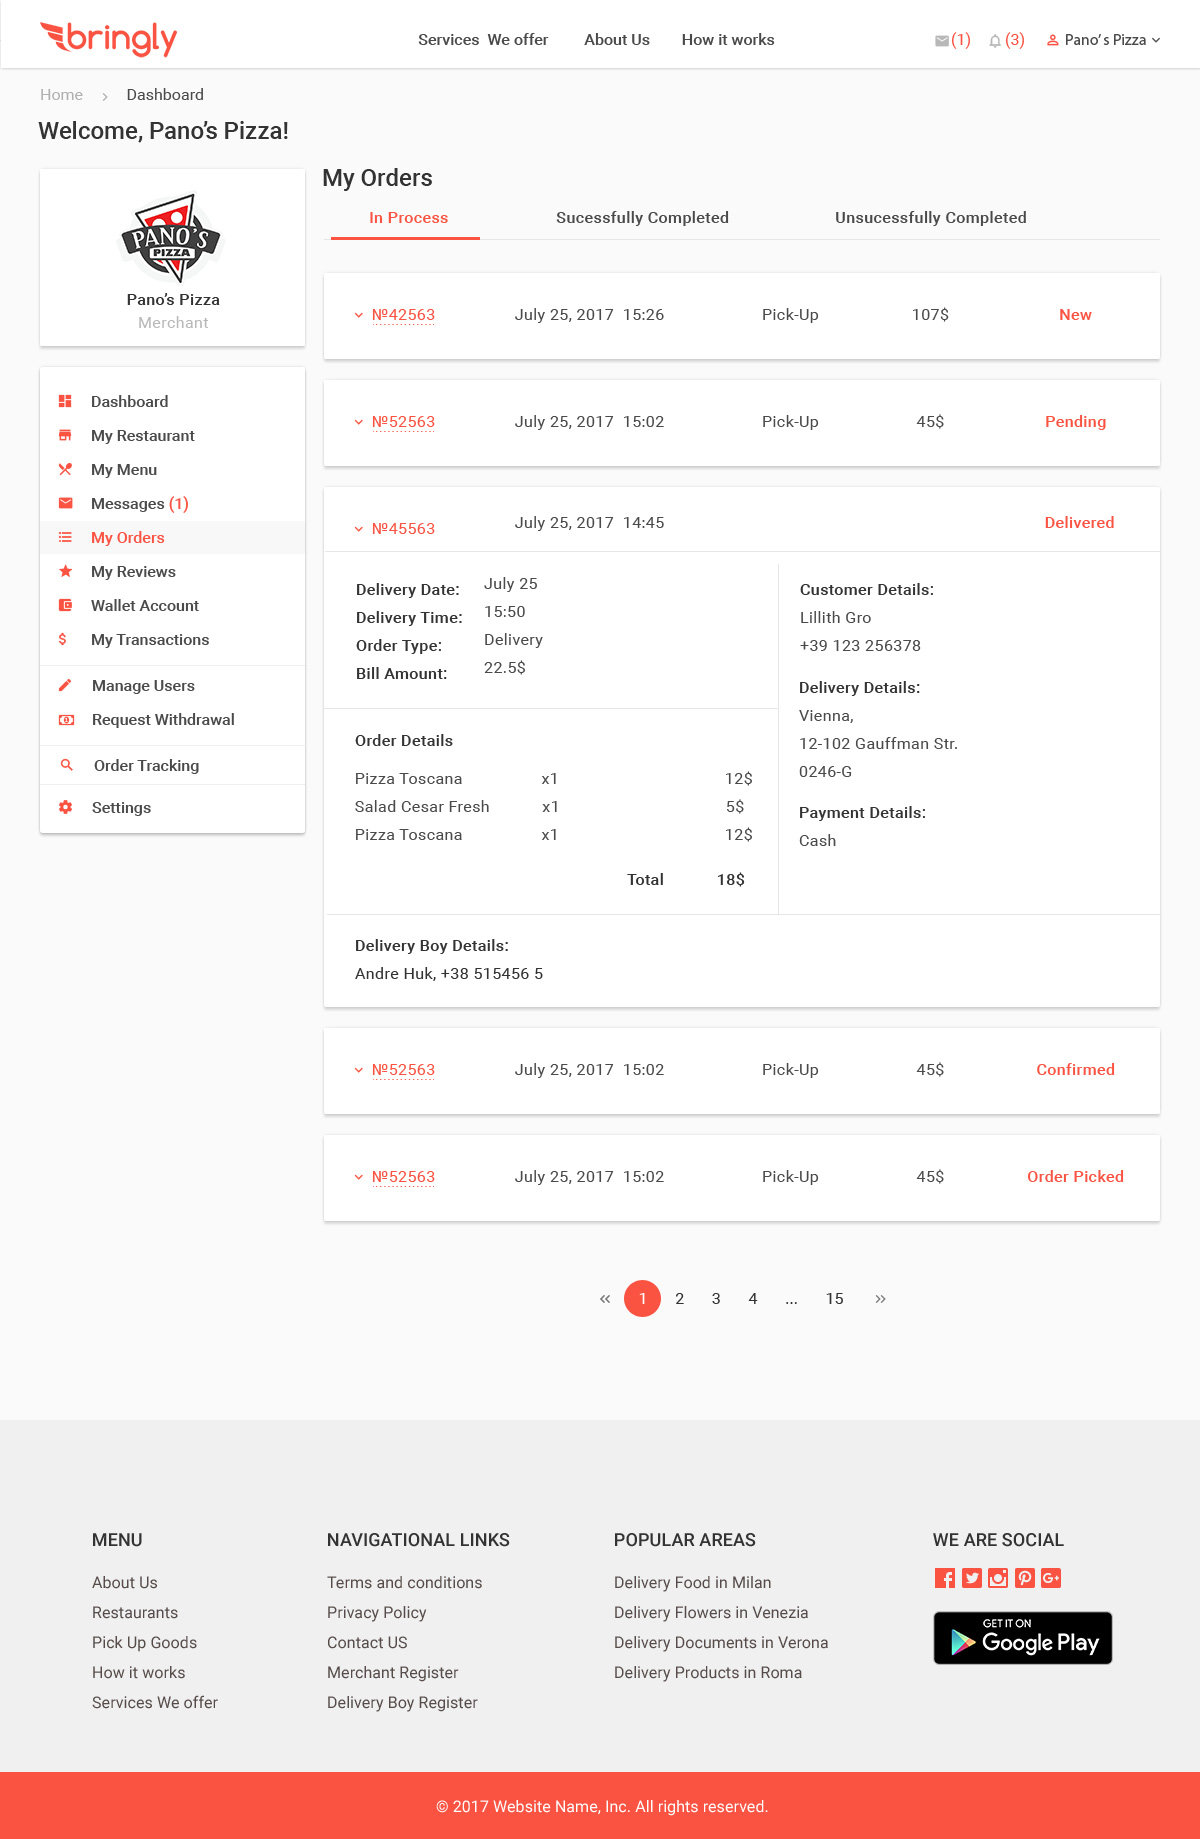 bringly
Services We offer About Us How it works (1) (3) Pano's Pizza
Home > Dashboard
Welcome, Pano's Pizza!
PANO'S
PIZZA
Pano's Pizza
Merchant
Dashboard
My Restaurant
My Menu
Messages (1)
My Orders
My Reviews
Wallet Account
$ My Transactions
Manage Users
Request Withdrawal
Order Tracking
Settings
My Orders
In Process Sucessfully Completed Unsucessfully Completed
№42563 July 25, 2017 15:26 Pick-Up 107$ New
№52563 July 25, 2017 15:02 Pick-Up 45$ Pending
№45563 July 25, 2017 14:45 Delivered
Delivery Date: July 25
Delivery Time: 15:50
Order Type: Delivery
Bill Amount: 22.5$
Order Details
Pizza Toscana x1 12$
Salad Cesar Fresh x1 5$
Pizza Toscana x1 12$
Total 18$
Customer Details:
Lillith Gro
+39 123 256378
Delivery Details:
Vienna,
12-102 Gauffman Str.
0246-G
Payment Details:
Cash
Delivery Boy Details:
Andre Huk, +38 515456 5
№52563 July 25, 2017 15:02 Pick-Up 45$ Confirmed
№52563 July 25, 2017 15:02 Pick-Up 45$ Order Picked
« 1 2 3 4 ... 15 »
MENU
About Us
Restaurants
Pick Up Goods
How it works
Services We offer
NAVIGATIONAL LINKS
Terms and conditions
Privacy Policy
Contact US
Merchant Register
Delivery Boy Register
POPULAR AREAS
Delivery Food in Milan
Delivery Flowers in Venezia
Delivery Documents in Verona
Delivery Products in Roma
WE ARE SOCIAL
GET IT ON
Google Play
© 2017 Website Name, Inc. All rights reserved.